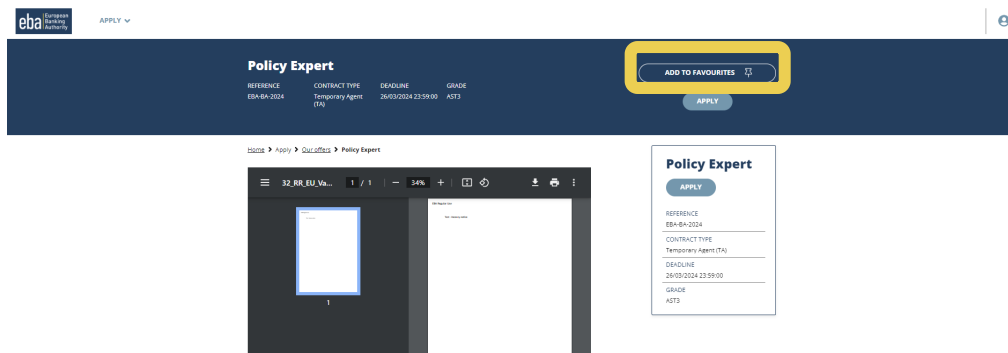 eba European Banking Authority
APPLY
Policy Expert
REFERENCE CONTRACT TYPE DEADLINE GRADE
EBA-BA-2024 Temporary Agent (TA) 26/03/2024 23:59:00 AST3
ADD TO FAVOURITES
APPLY
Home > Apply > Our offers > Policy Expert
32_RR_EU_Va... 1 / 1 − 34% +
1
Policy Expert
APPLY
REFERENCE
EBA-BA-2024
CONTRACT TYPE
Temporary Agent (TA)
DEADLINE
26/03/2024 23:59:00
GRADE
AST3